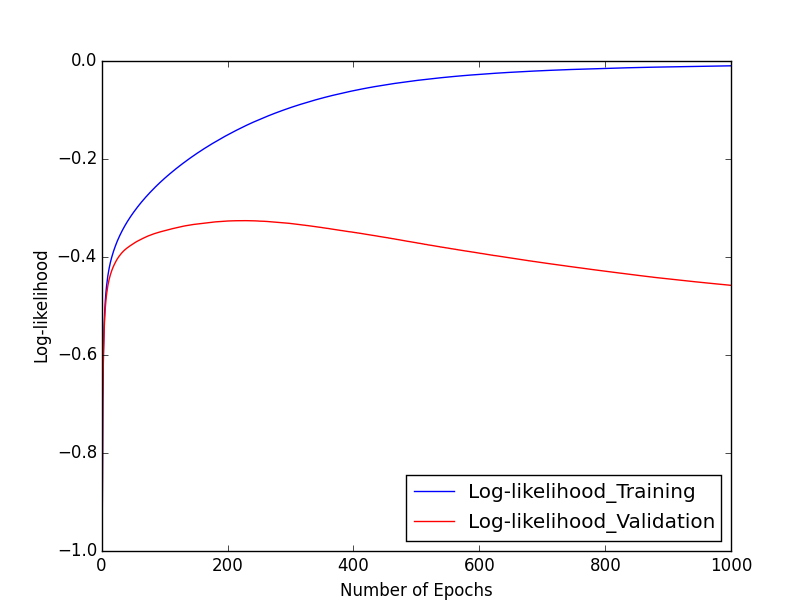 0.0
−0.2
−0.4
−0.6
−0.8
−1.0
Log-likelihood
Log-likelihood_Training
Log-likelihood_Validation
0 200 400 600 800 1000
Number of Epochs